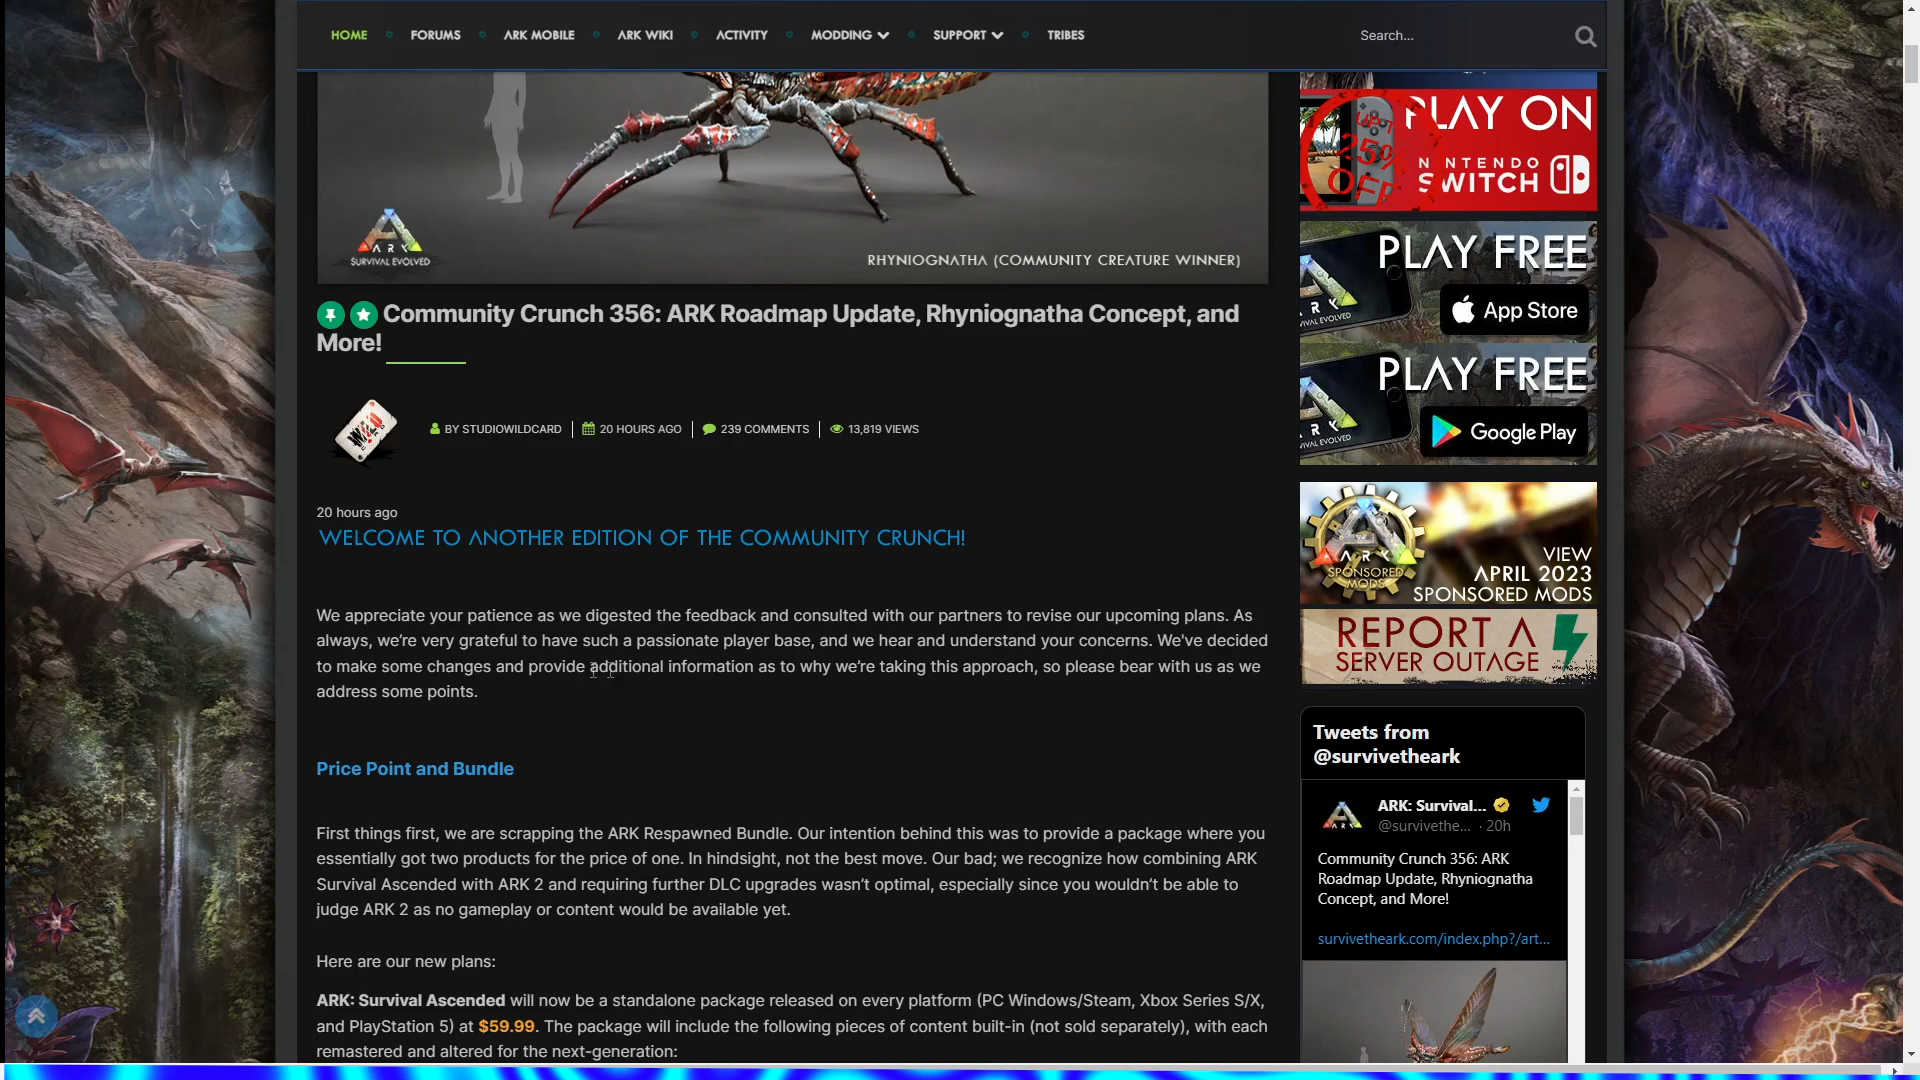 HOME FORUMS ARK MOBILE ARK WIKI ACTIVITY MODDING SUPPORT TRIBES Search...
ARK
SURVIVAL EVOLVED
RHYNIOGNATHA (COMMUNITY CREATURE WINNER)
Community Crunch 356: ARK Roadmap Update, Rhyniognatha Concept, and
More!
WILD
BY STUDIOWILDCARD 20 HOURS AGO 239 COMMENTS 13,819 VIEWS
20 hours ago
WELCOME TO ANOTHER EDITION OF THE COMMUNITY CRUNCH!
We appreciate your patience as we digested the feedback and consulted with our partners to revise our upcoming plans. As
always, we’re very grateful to have such a passionate player base, and we hear and understand your concerns. We've decided
to make some changes and provide additional information as to why we’re taking this approach, so please bear with us as we
address some points.
Price Point and Bundle
First things first, we are scrapping the ARK Respawned Bundle. Our intention behind this was to provide a package where you
essentially got two products for the price of one. In hindsight, not the best move. Our bad; we recognize how combining ARK
Survival Ascended with ARK 2 and requiring further DLC upgrades wasn’t optimal, especially since you wouldn’t be able to
judge ARK 2 as no gameplay or content would be available yet.
Here are our new plans:
ARK: Survival Ascended will now be a standalone package released on every platform (PC Windows/Steam, Xbox Series S/X,
and PlayStation 5) at $59.99. The package will include the following pieces of content built-in (not sold separately), with each
remastered and altered for the next-generation:
PLAY ON
NINTENDO
SWITCH
UPT
25%
OFF
PLAY FREE
App Store
VAL EVOLVED
PLAY FREE
Google Play
VAL EVOLVED
ARK
SPONSORED
MODS
VIEW
APRIL 2023
SPONSORED MODS
REPORT A
SERVER OUTAGE
Tweets from
@survivetheark
ARK: Survival...
@survivethe... · 20h
Community Crunch 356: ARK
Roadmap Update, Rhyniognatha
Concept, and More!
survivetheark.com/index.php?/art...